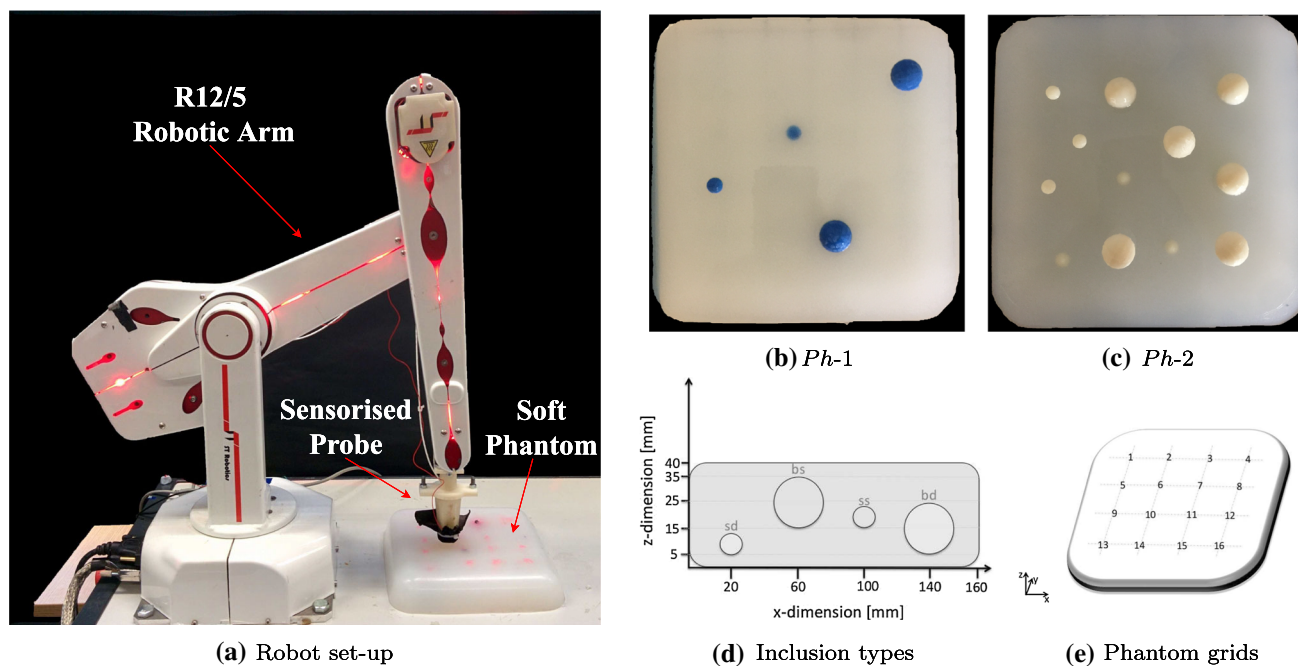 R12/5
Robotic Arm
Sensorised
Probe
Soft
Phantom
ST Robotics
(a) Robot set-up
(b) Ph-1
(c) Ph-2
z-dimension [mm]
40
35
25
15
5
sd
bs
ss
bd
20
60
100
140
160
x-dimension [mm]
(d) Inclusion types
1 2 3 4
5 6 7 8
9 10 11 12
13 14 15 16
z
y
x
(e) Phantom grids